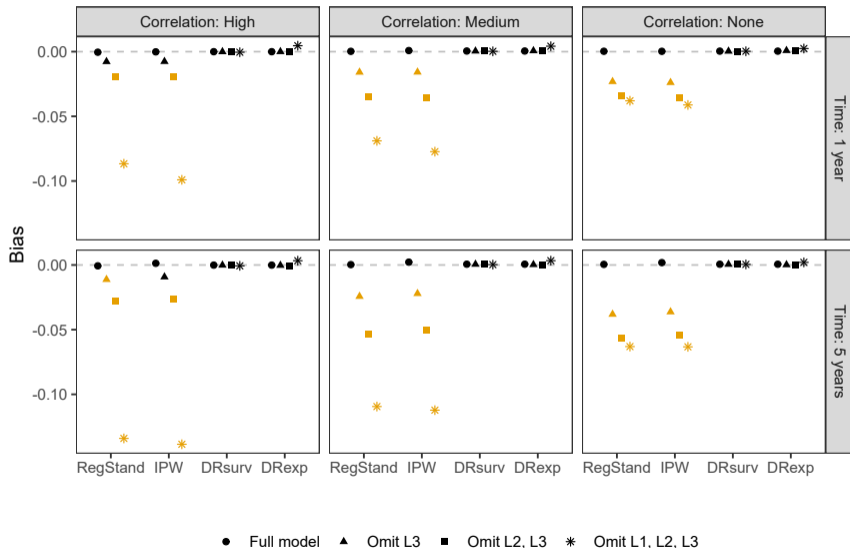 Correlation: High
Correlation: Medium
Correlation: None
0.00
-0.05
-0.10
Time: 1 year
Bias
0.00
-0.05
-0.10
Time: 5 years
RegStand IPW DRsurv DRexp
RegStand IPW DRsurv DRexp
RegStand IPW DRsurv DRexp
Full model Omit L3 Omit L2, L3 Omit L1, L2, L3